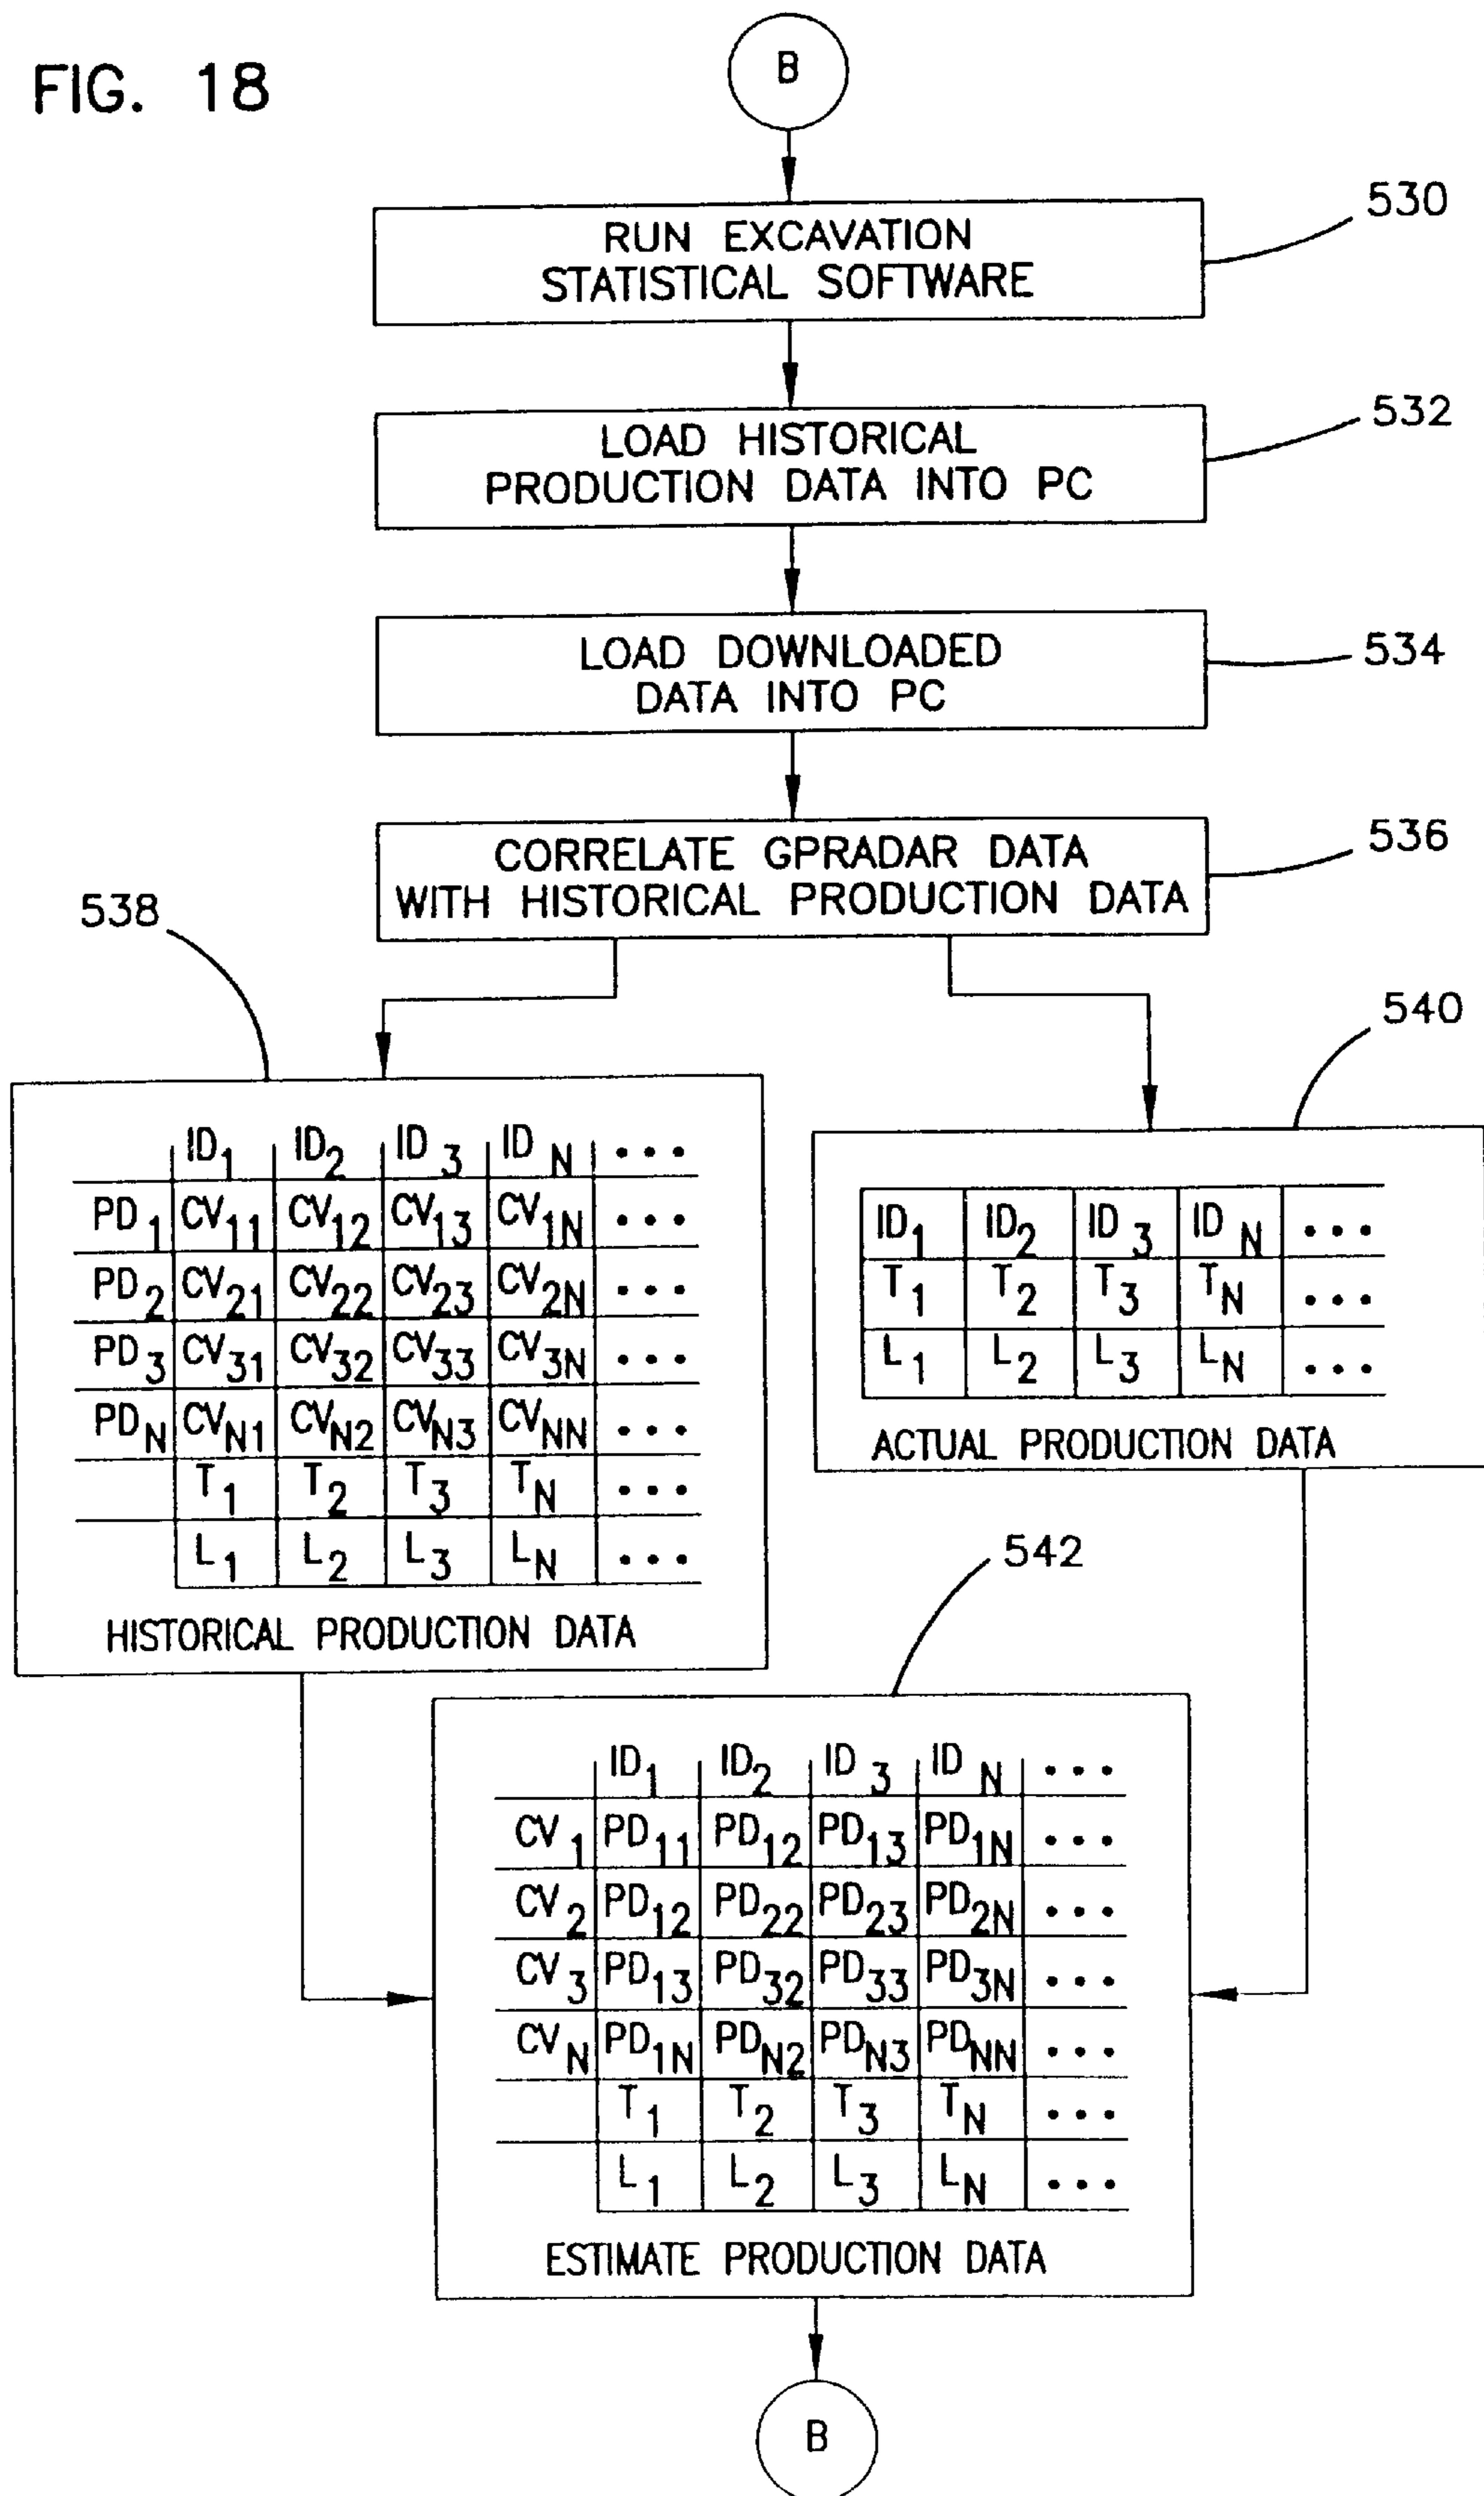 FIG. 18
B
RUN EXCAVATION
STATISTICAL SOFTWARE
530
LOAD HISTORICAL
PRODUCTION DATA INTO PC
532
LOAD DOWNLOADED
DATA INTO PC
534
CORRELATE GPRADAR DATA
WITH HISTORICAL PRODUCTION DATA
536
538
ID1 ID2 ID3 IDN •••
PD1 CV11 CV12 CV13 CV1N •••
PD2 CV21 CV22 CV23 CV2N •••
PD3 CV31 CV32 CV33 CV3N •••
PDN CVN1 CVN2 CVN3 CVNN •••
T1 T2 T3 TN •••
L1 L2 L3 LN •••
HISTORICAL PRODUCTION DATA
540
ID1 ID2 ID3 IDN •••
T1 T2 T3 TN •••
L1 L2 L3 LN •••
ACTUAL PRODUCTION DATA
542
ID1 ID2 ID3 IDN •••
CV1 PD11 PD12 PD13 PD1N •••
CV2 PD12 PD22 PD23 PD2N •••
CV3 PD13 PD32 PD33 PD3N •••
CVN PD1N PDN2 PDN3 PDNN •••
T1 T2 T3 TN •••
L1 L2 L3 LN •••
ESTIMATE PRODUCTION DATA
B